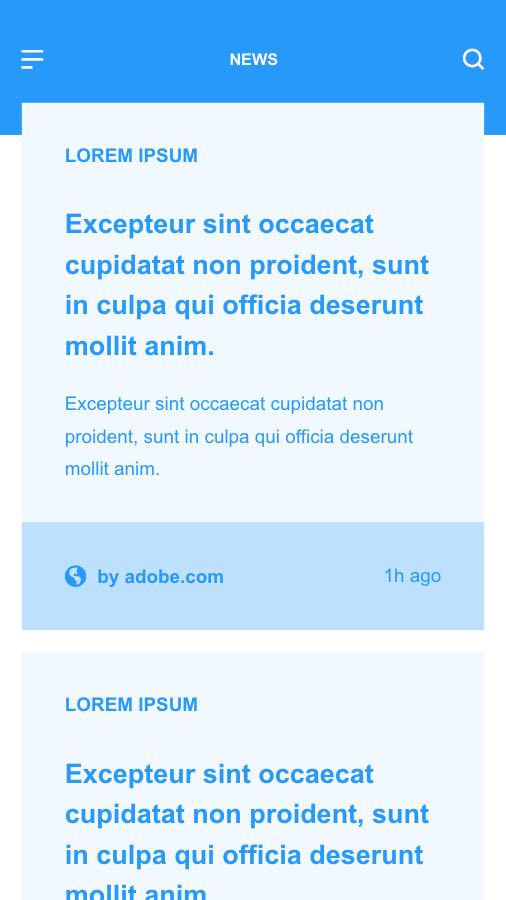 NEWS
LOREM IPSUM
Excepteur sint occaecat
cupidatat non proident, sunt
in culpa qui officia deserunt
mollit anim.
Excepteur sint occaecat cupidatat non
proident, sunt in culpa qui officia deserunt
mollit anim.
by adobe.com
1h ago
LOREM IPSUM
Excepteur sint occaecat
cupidatat non proident, sunt
in culpa qui officia deserunt
mollit anim